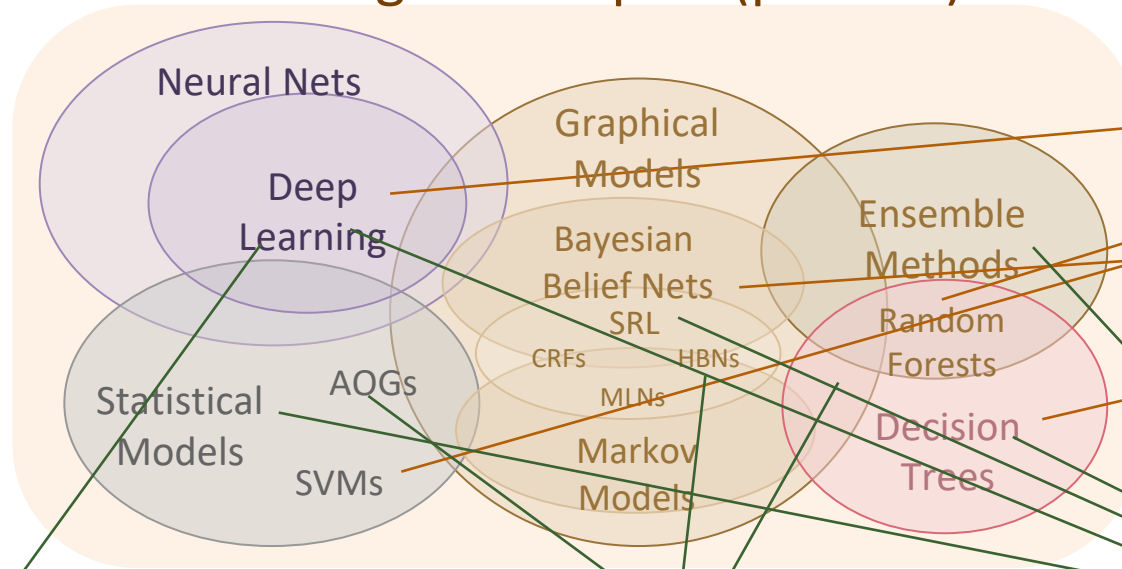 Neural Nets
Deep
Learning
Graphical
Models
Bayesian
Belief Nets
SRL
CRFs
HBNs
MLNs
Markov
Models
Ensemble
Methods
Random
Forests
Decision
Trees
Statistical
Models
AOGs
SVMs